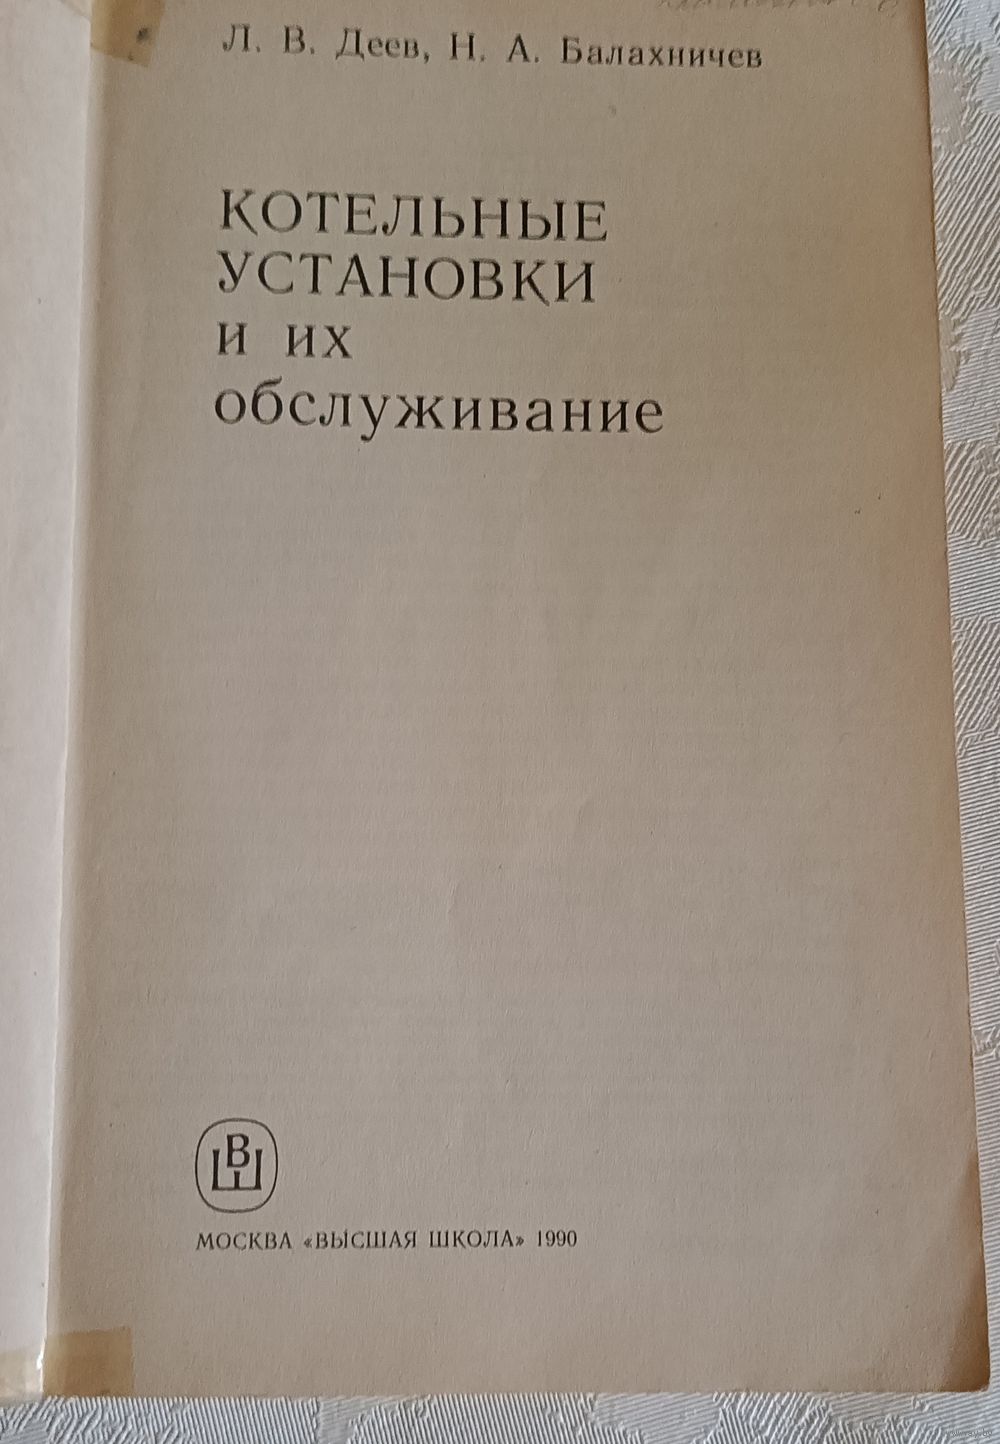 Л. В. Деев, Н. А. Балахничев
КОТЕЛЬНЫЕ
УСТАНОВКИ
и их
обслуживание
ВШ
МОСКВА «ВЫСШАЯ ШКОЛА» 1990